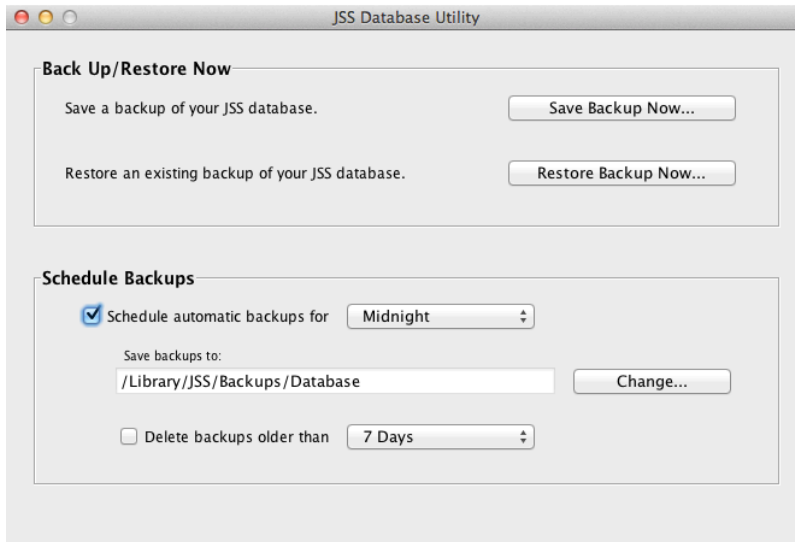 JSS Database Utility
Back Up/Restore Now
Save a backup of your JSS database.
Save Backup Now...
Restore an existing backup of your JSS database.
Restore Backup Now...
Schedule Backups
Schedule automatic backups for
Midnight
Save backups to:
/Library/JSS/Backups/Database
Change...
Delete backups older than
7 Days